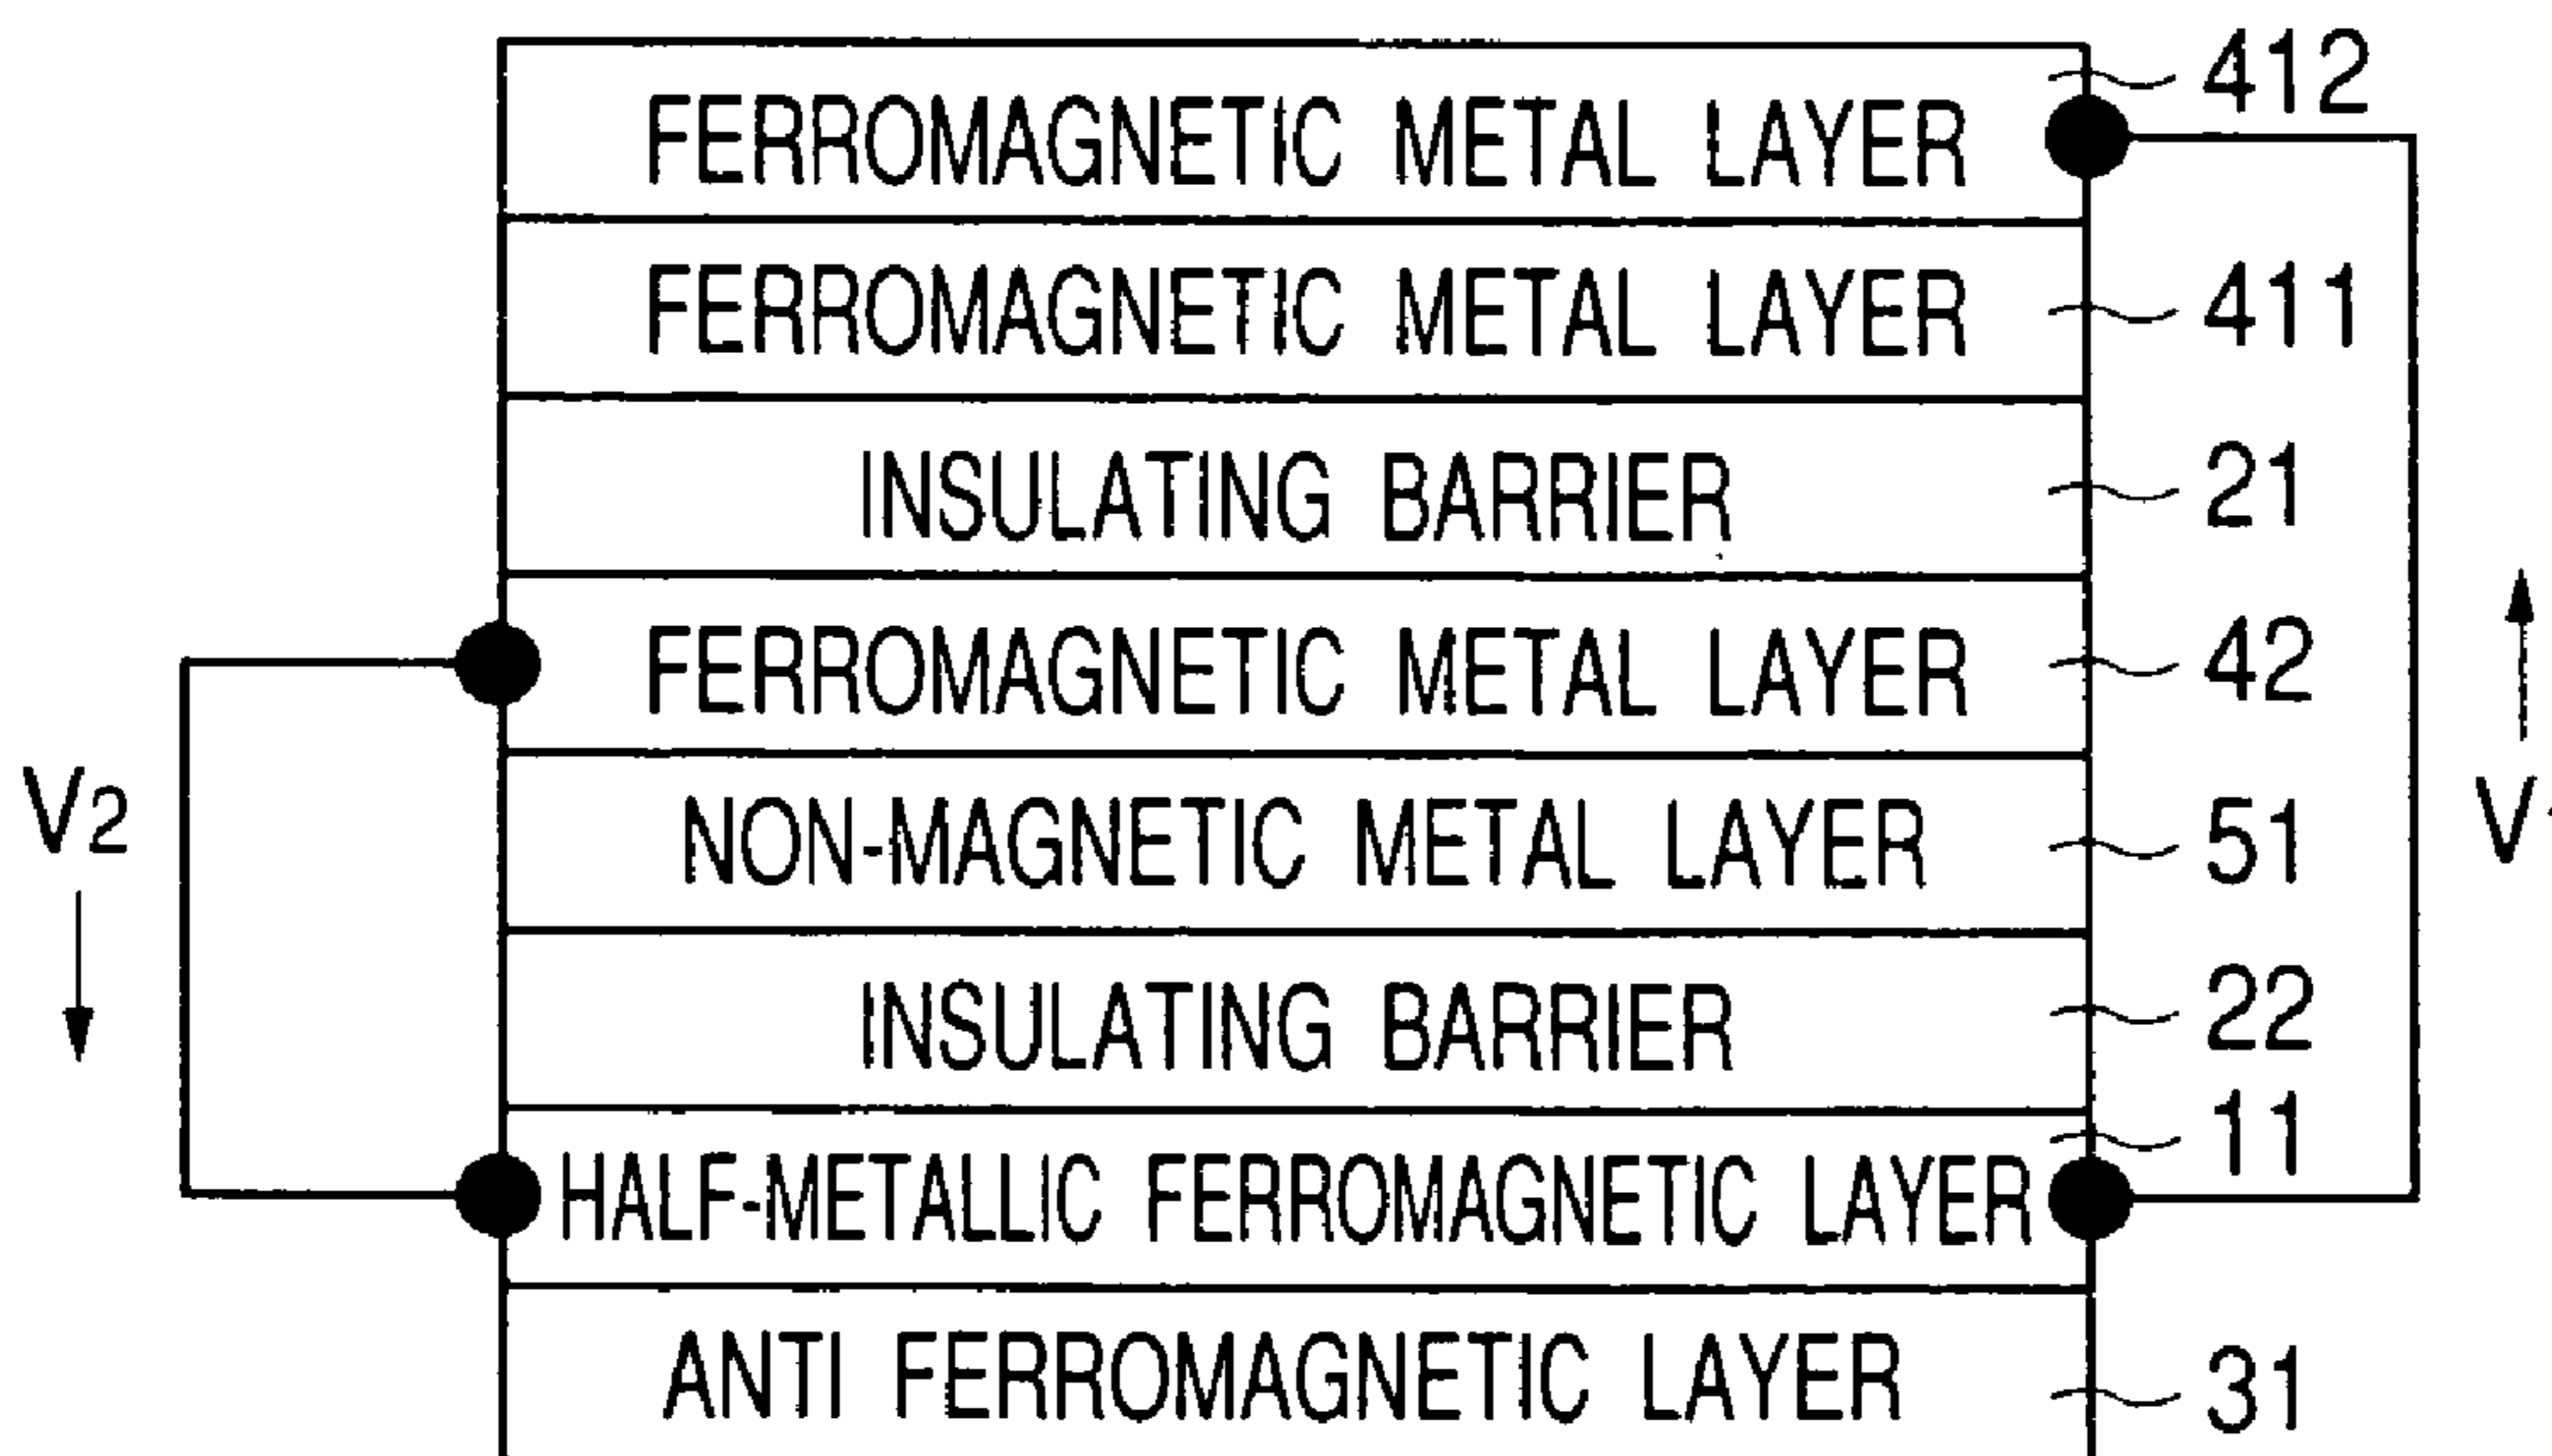 FERROMAGNETIC METAL LAYER 412
FERROMAGNETIC METAL LAYER 411
INSULATING BARRIER 21
FERROMAGNETIC METAL LAYER 42
V2
NON-MAGNETIC METAL LAYER 51
V
INSULATING BARRIER 22
HALF-METALLIC FERROMAGNETIC LAYER 11
ANTI FERROMAGNETIC LAYER 31